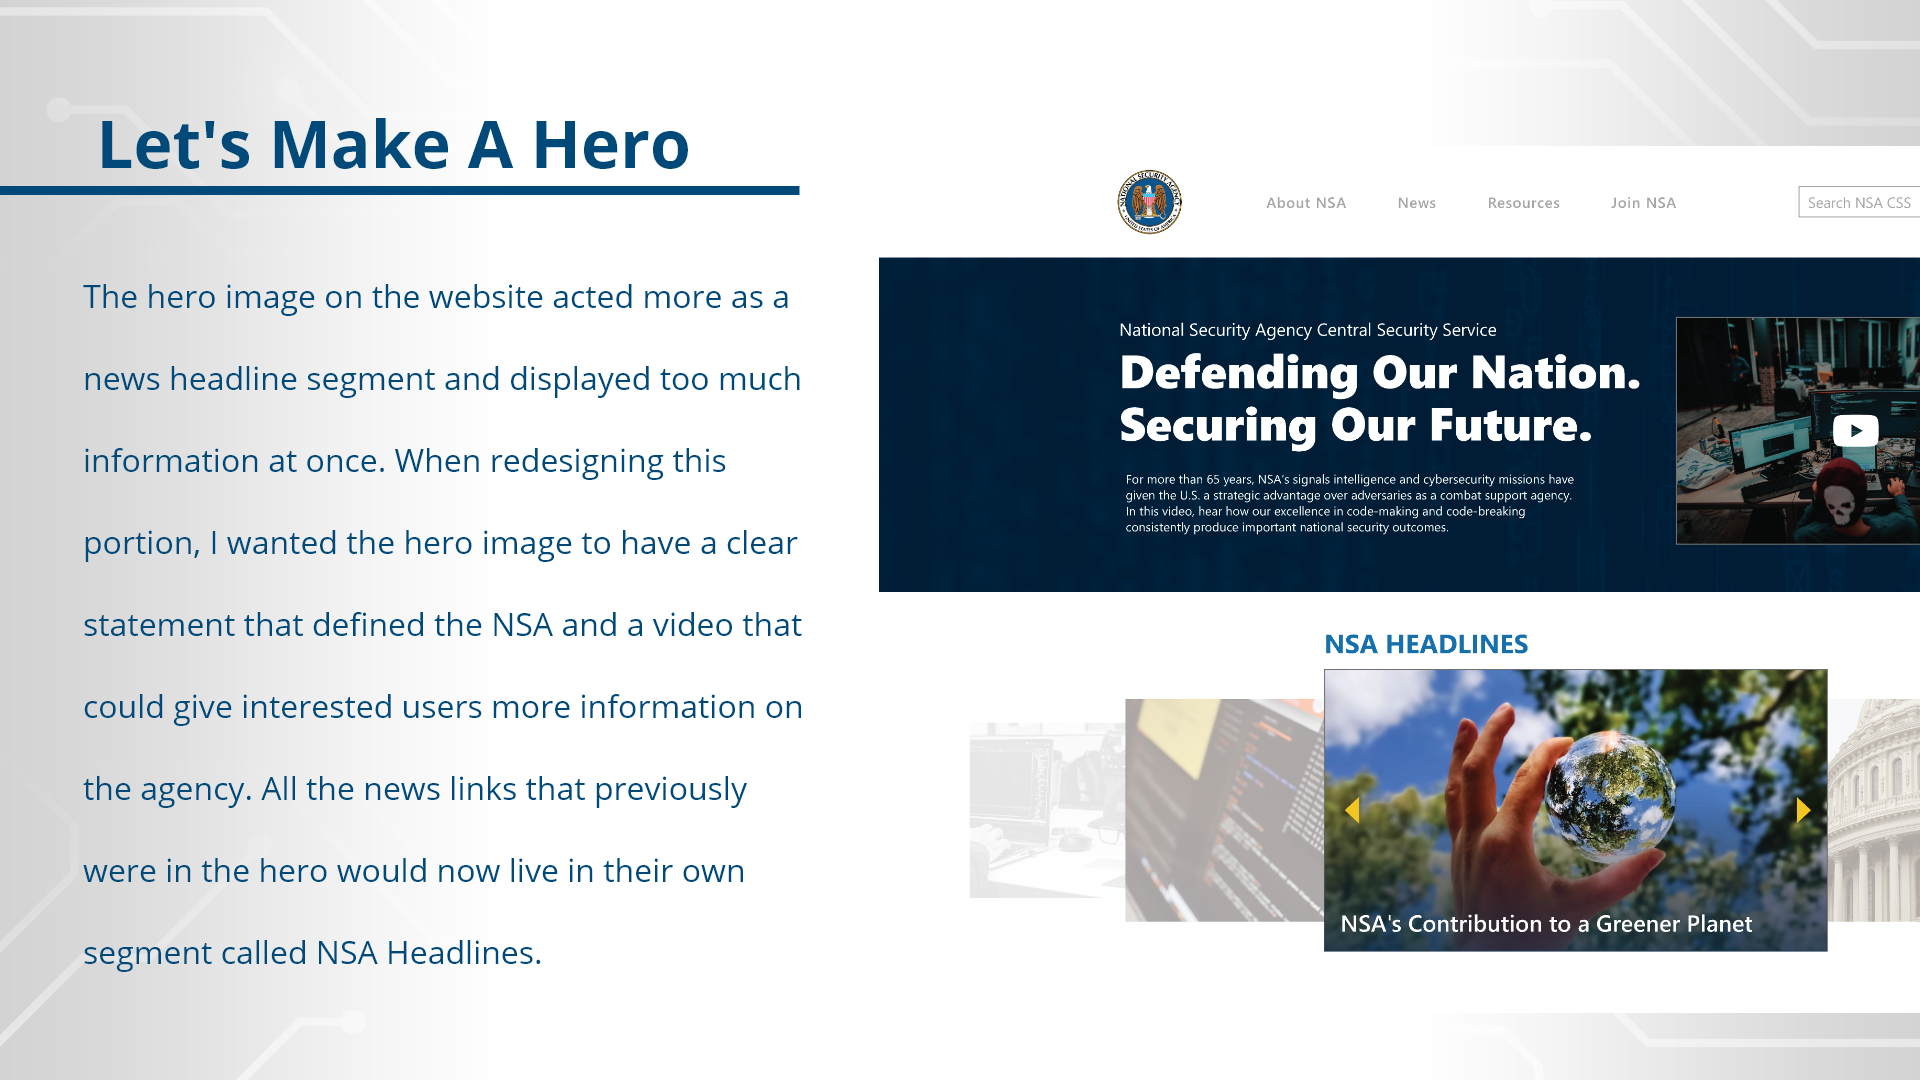 Let's Make A Hero
The hero image on the website acted more as a
news headline segment and displayed too much
information at once. When redesigning this
portion, I wanted the hero image to have a clear
statement that defined the NSA and a video that
could give interested users more information on
the agency. All the news links that previously
were in the hero would now live in their own
segment called NSA Headlines.
NATIONAL SECURITY AGENCY
UNITED STATES OF AMERICA
About NSA
News
Resources
Join NSA
Search NSA CSS
National Security Agency Central Security Service
Defending Our Nation.
Securing Our Future.
For more than 65 years, NSA's signals intelligence and cybersecurity missions have
given the U.S. a strategic advantage over adversaries as a combat support agency.
In this video, hear how our excellence in code-making and code-breaking
consistently produce important national security outcomes.
NSA HEADLINES
NSA's Contribution to a Greener Planet